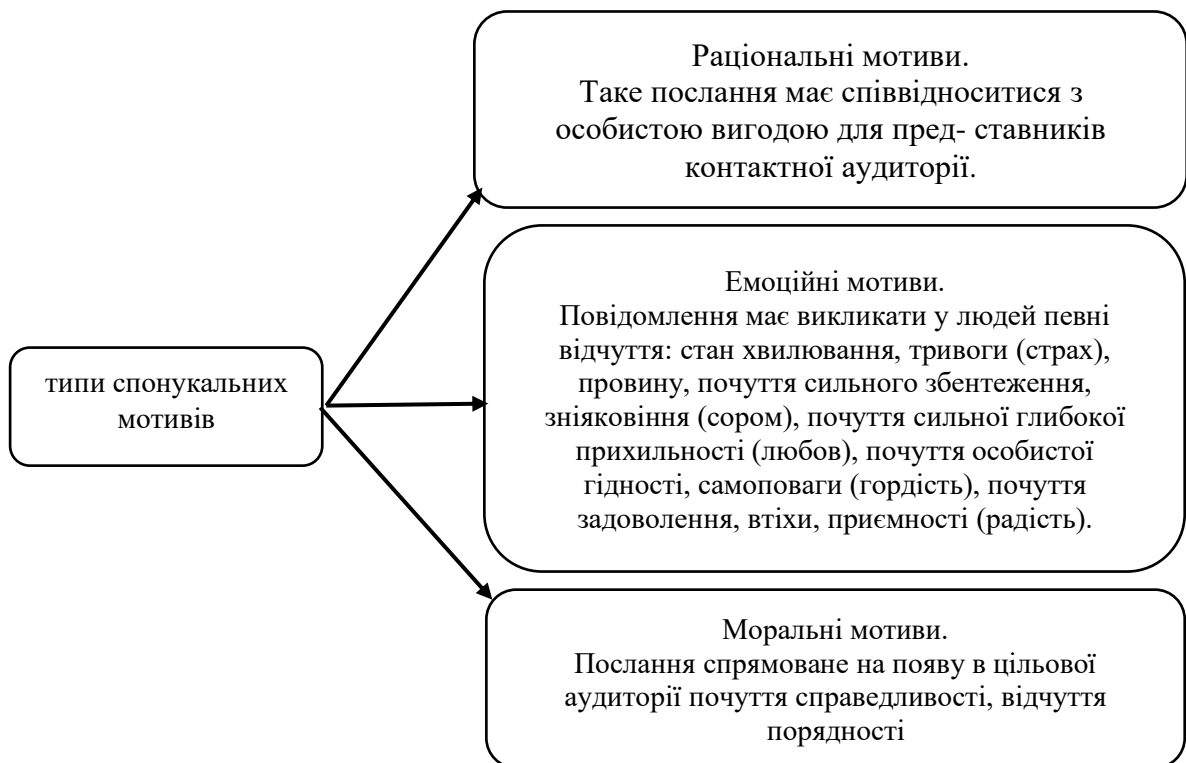 Раціональні мотиви.
Таке послання має співвідноситися з
особистою вигодою для пред- ставників
контактної аудиторії.
типи спонукальних
мотивів
Емоційні мотиви.
Повідомлення має викликати у людей певні
відчуття: стан хвилювання, тривоги (страх),
провину, почуття сильного збентеження,
зніяковіння (сором), почуття сильної глибокої
прихильності (любов), почуття особистої
гідності, самоповаги (гордість), почуття
задоволення, втіхи, приємності (радість).
Моральні мотиви.
Послання спрямоване на появу в цільової
аудиторії почуття справедливості, відчуття
порядності